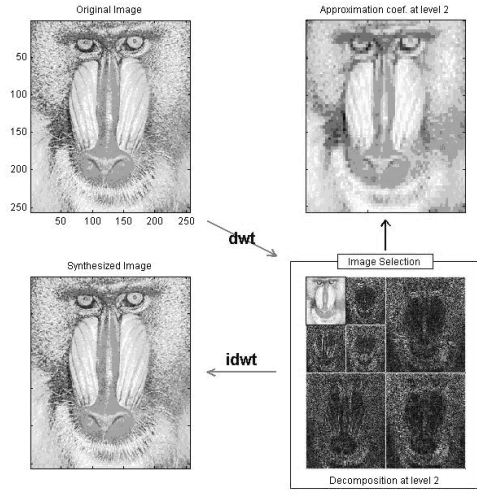 Original Image
Approximation coef. at level 2
50
100
150
200
250
50 100 150 200 250
dwt
Synthesized Image
Image Selection
idwt
Decomposition at level 2